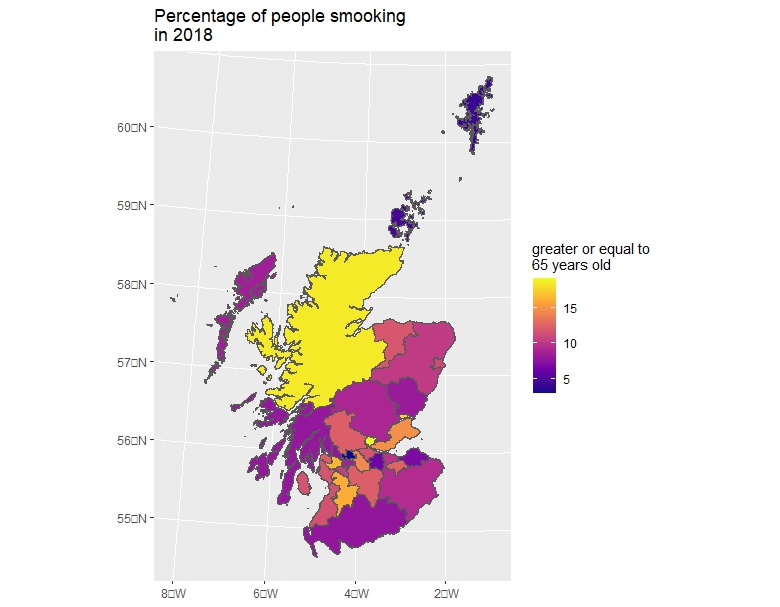 Percentage of people smooking
in 2018
60□N
59□N
58□N
57□N
56□N
55□N
8□W
6□W
4□W
2□W
greater or equal to
65 years old
15
10
5